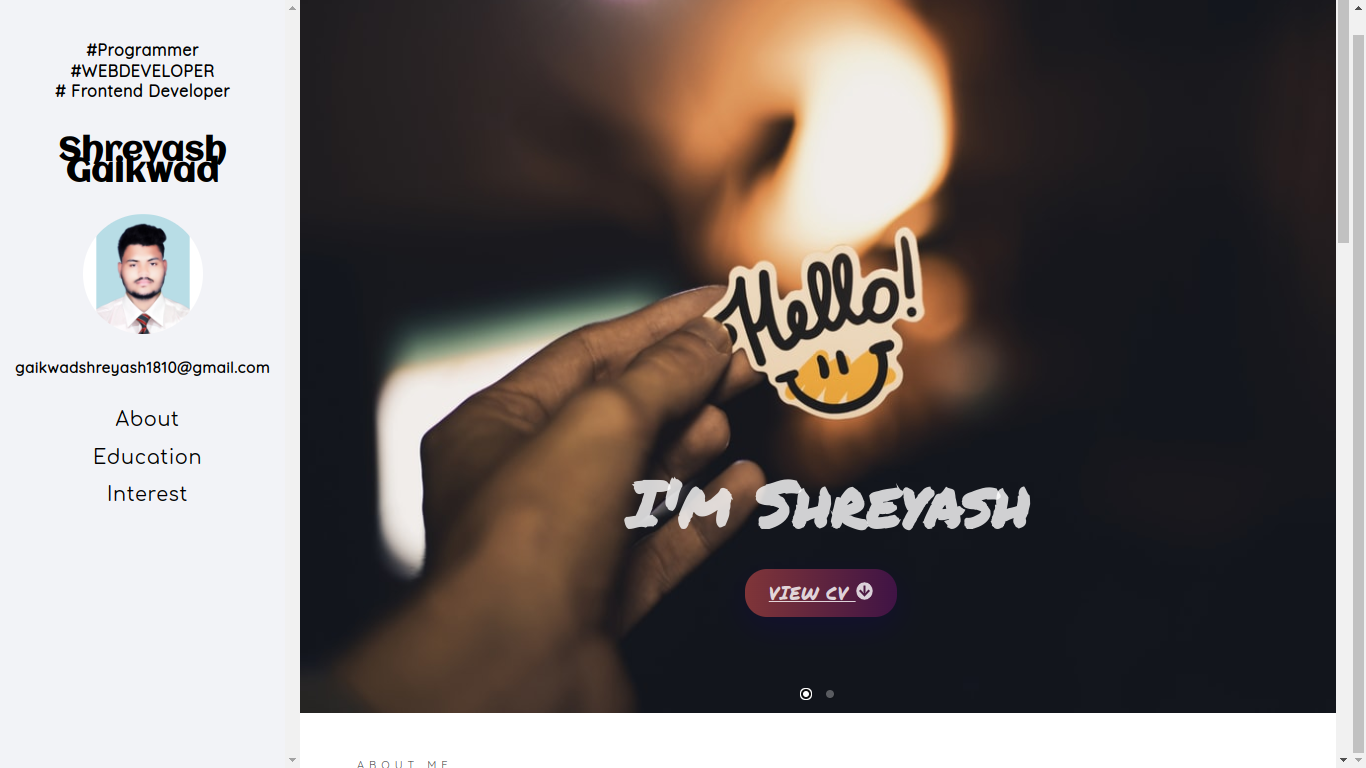 #Programmer
#WEBDEVELOPER
# Frontend Developer
Shreyash
Gaikwad
gaikwadshreyash1810@gmail.com
About
Education
Interest
Hello!
I'm Shreyash
VIEW CV
ABOUT ME